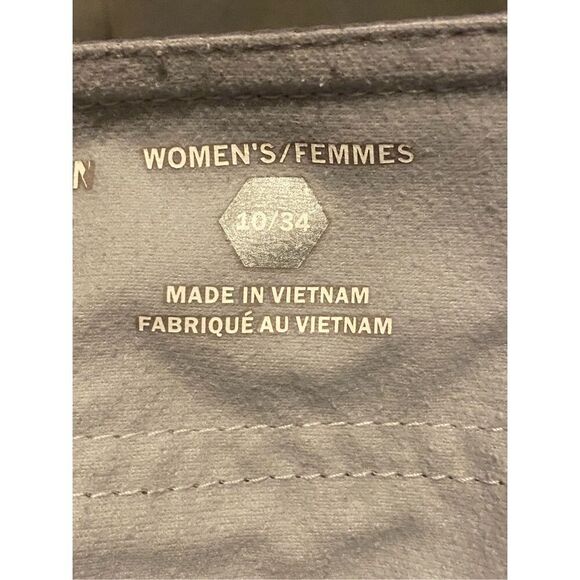 WOMEN'S/FEMMES
10/34
MADE IN VIETNAM
FABRIQUÉ AU VIETNAM